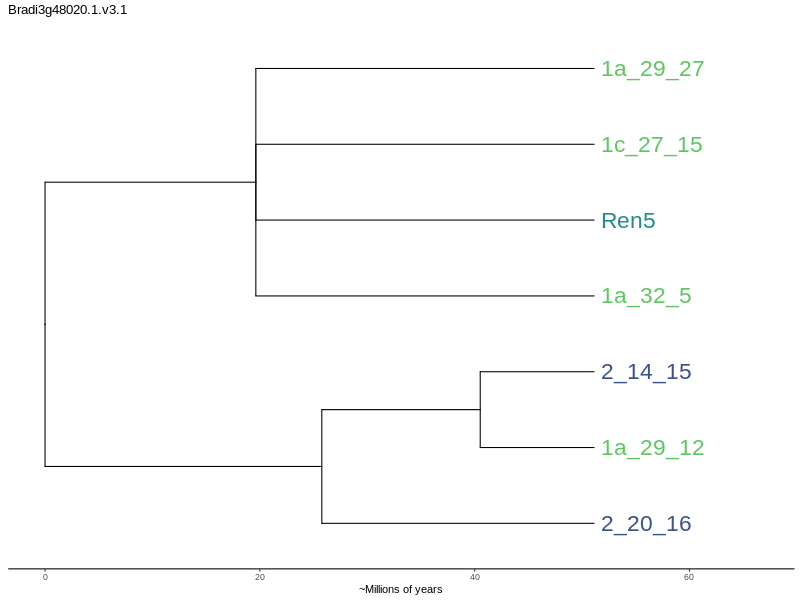 Bradi3g48020.1.v3.1
1a_29_27
1c_27_15
Ren5
1a_32_5
2_14_15
1a_29_12
2_20_16
0 20 40 60
~Millions of years